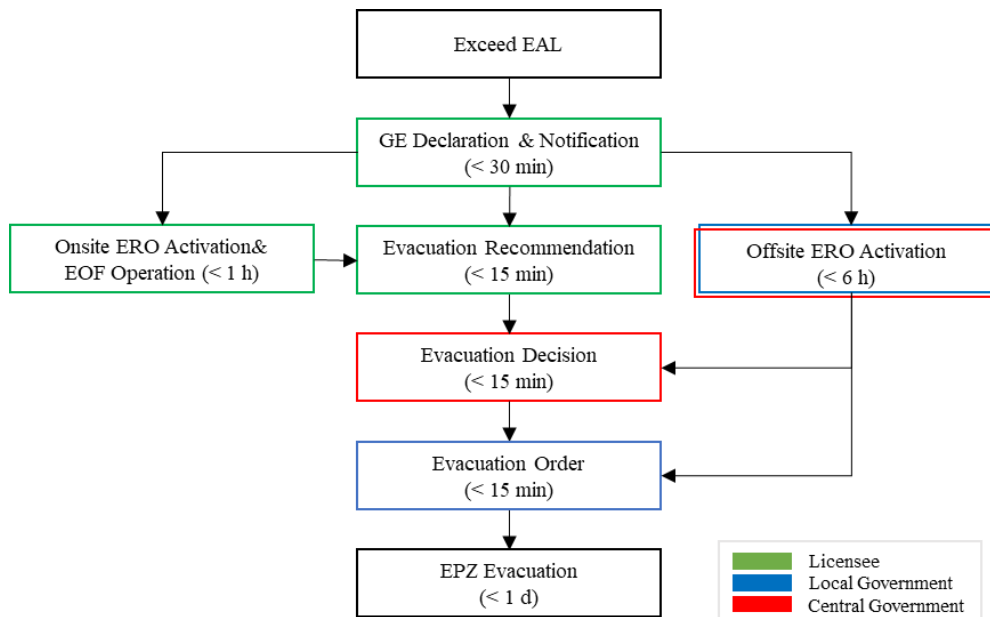 Exceed EAL
GE Declaration & Notification
(< 30 min)
Onsite ERO Activation&
EOF Operation (< 1 h)
Evacuation Recommendation
(< 15 min)
Offsite ERO Activation
(< 6 h)
Evacuation Decision
(< 15 min)
Evacuation Order
(< 15 min)
EPZ Evacuation
(< 1 d)
Licensee
Local Government
Central Government